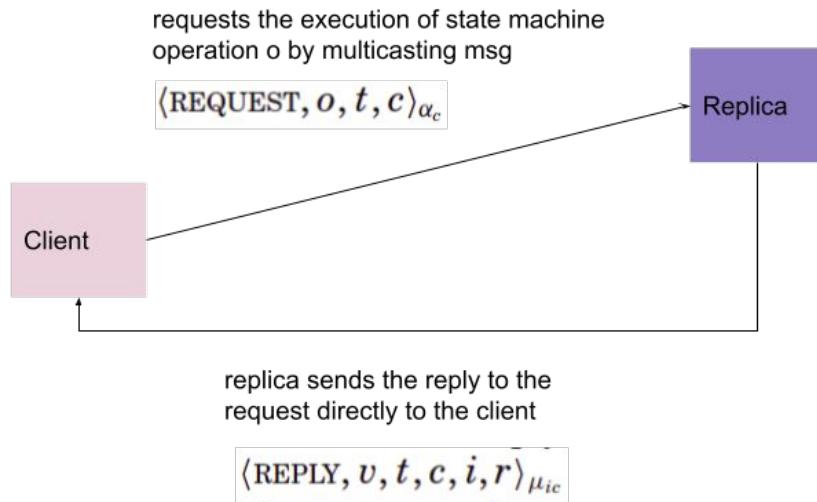 requests the execution of state machine
operation o by multicasting msg
⟨REQUEST, o, t, c⟩αc
Replica
Client
replica sends the reply to the
request directly to the client
⟨REPLY, v, t, c, i, r⟩μic